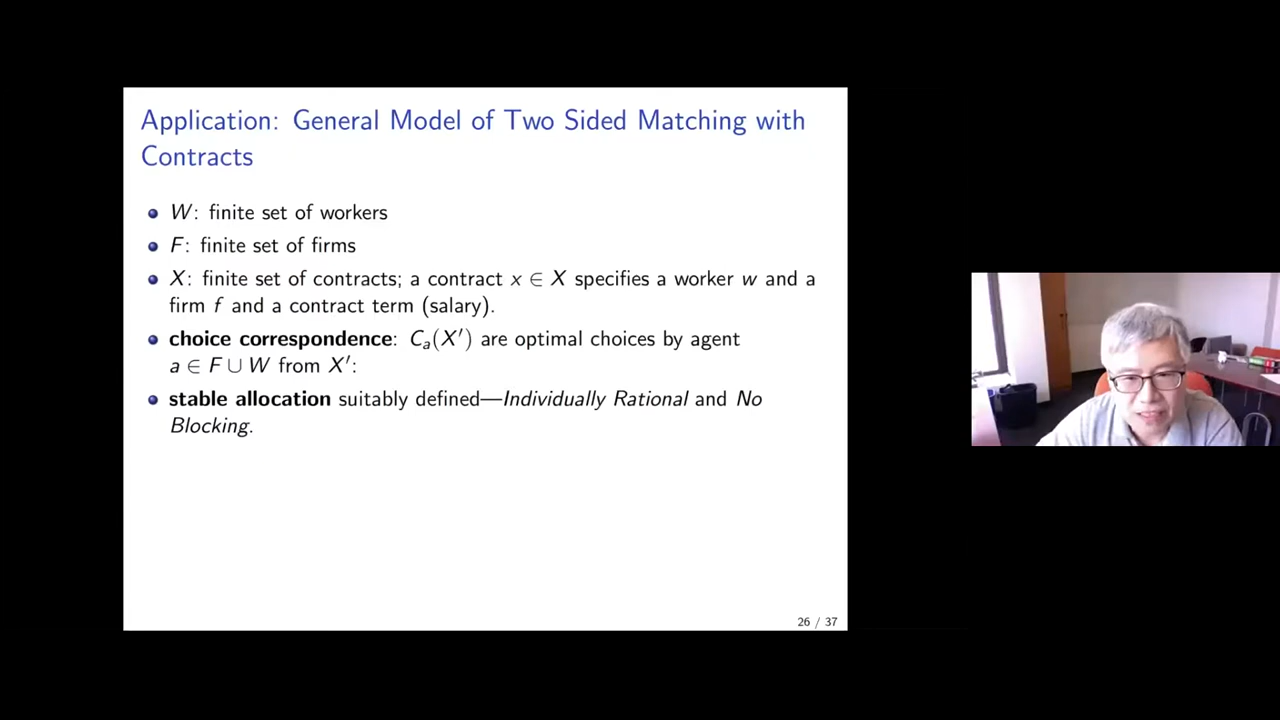 Application: General Model of Two Sided Matching with
Contracts
W: finite set of workers
F: finite set of firms
X: finite set of contracts; a contract x ∈ X specifies a worker w and a
firm f and a contract term (salary).
choice correspondence: Cₐ(X′) are optimal choices by agent
a ∈ F ∪ W from X′:
stable allocation suitably defined—Individually Rational and No
Blocking.
26 / 37